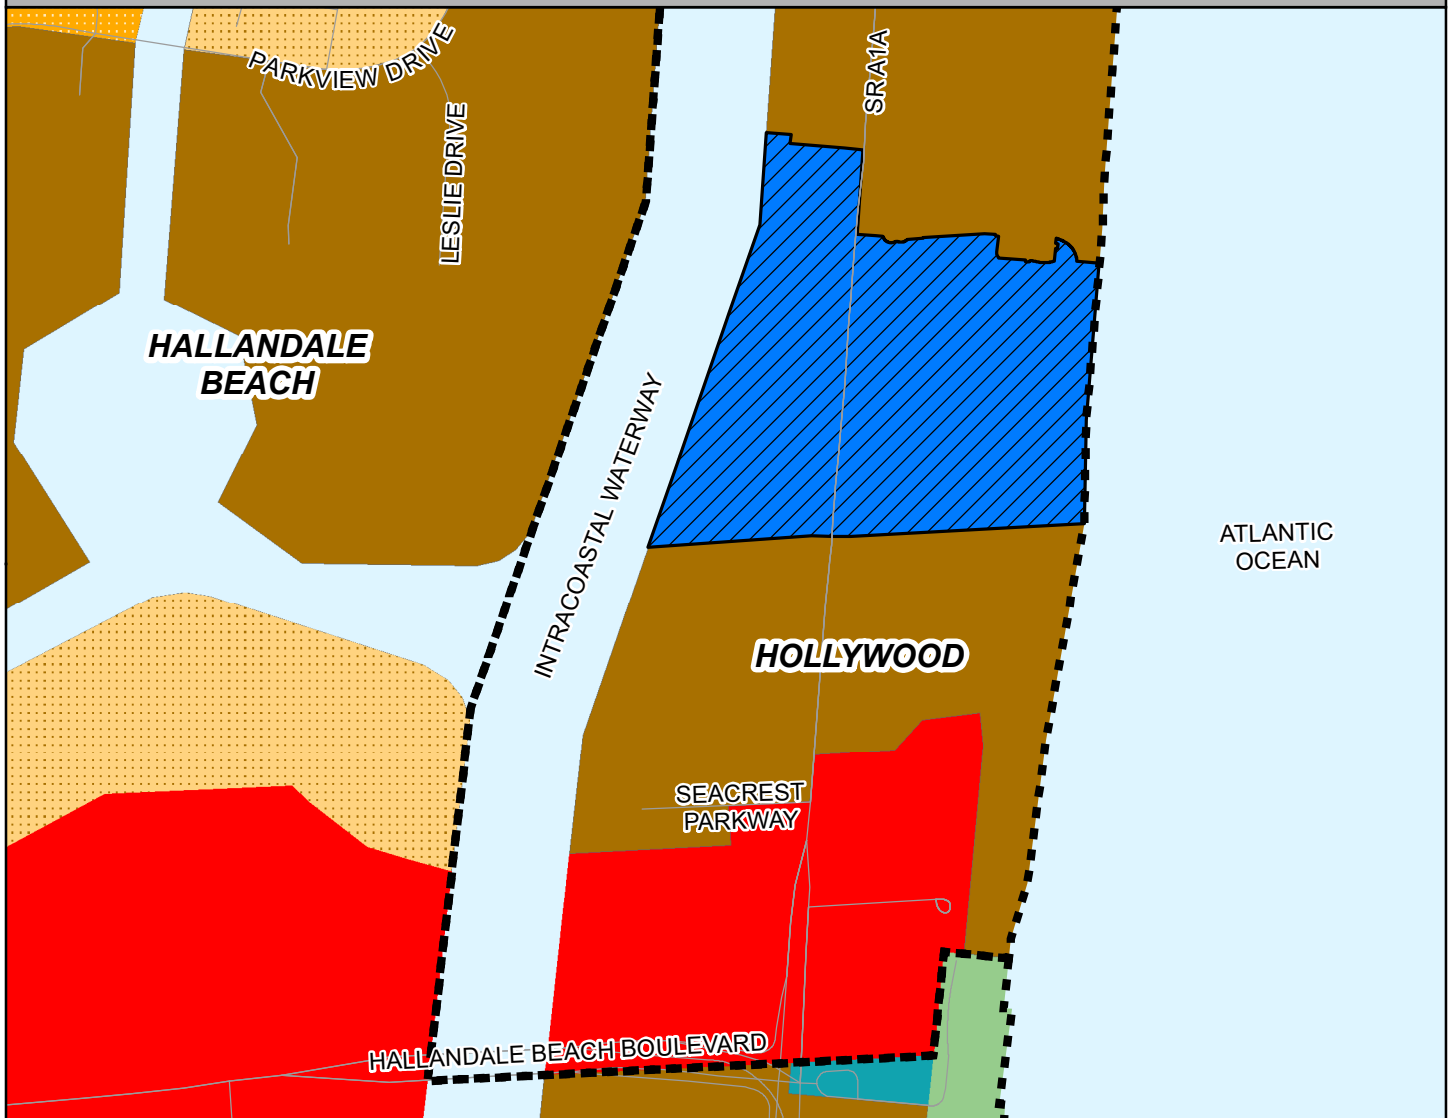 PARKVIEW DRIVE
SR A1A
LESLIE DRIVE
HALLANDALE
BEACH
INTRACOASTAL WATERWAY
ATLANTIC
OCEAN
HOLLYWOOD
SEACREST
PARKWAY
HALLANDALE BEACH BOULEVARD